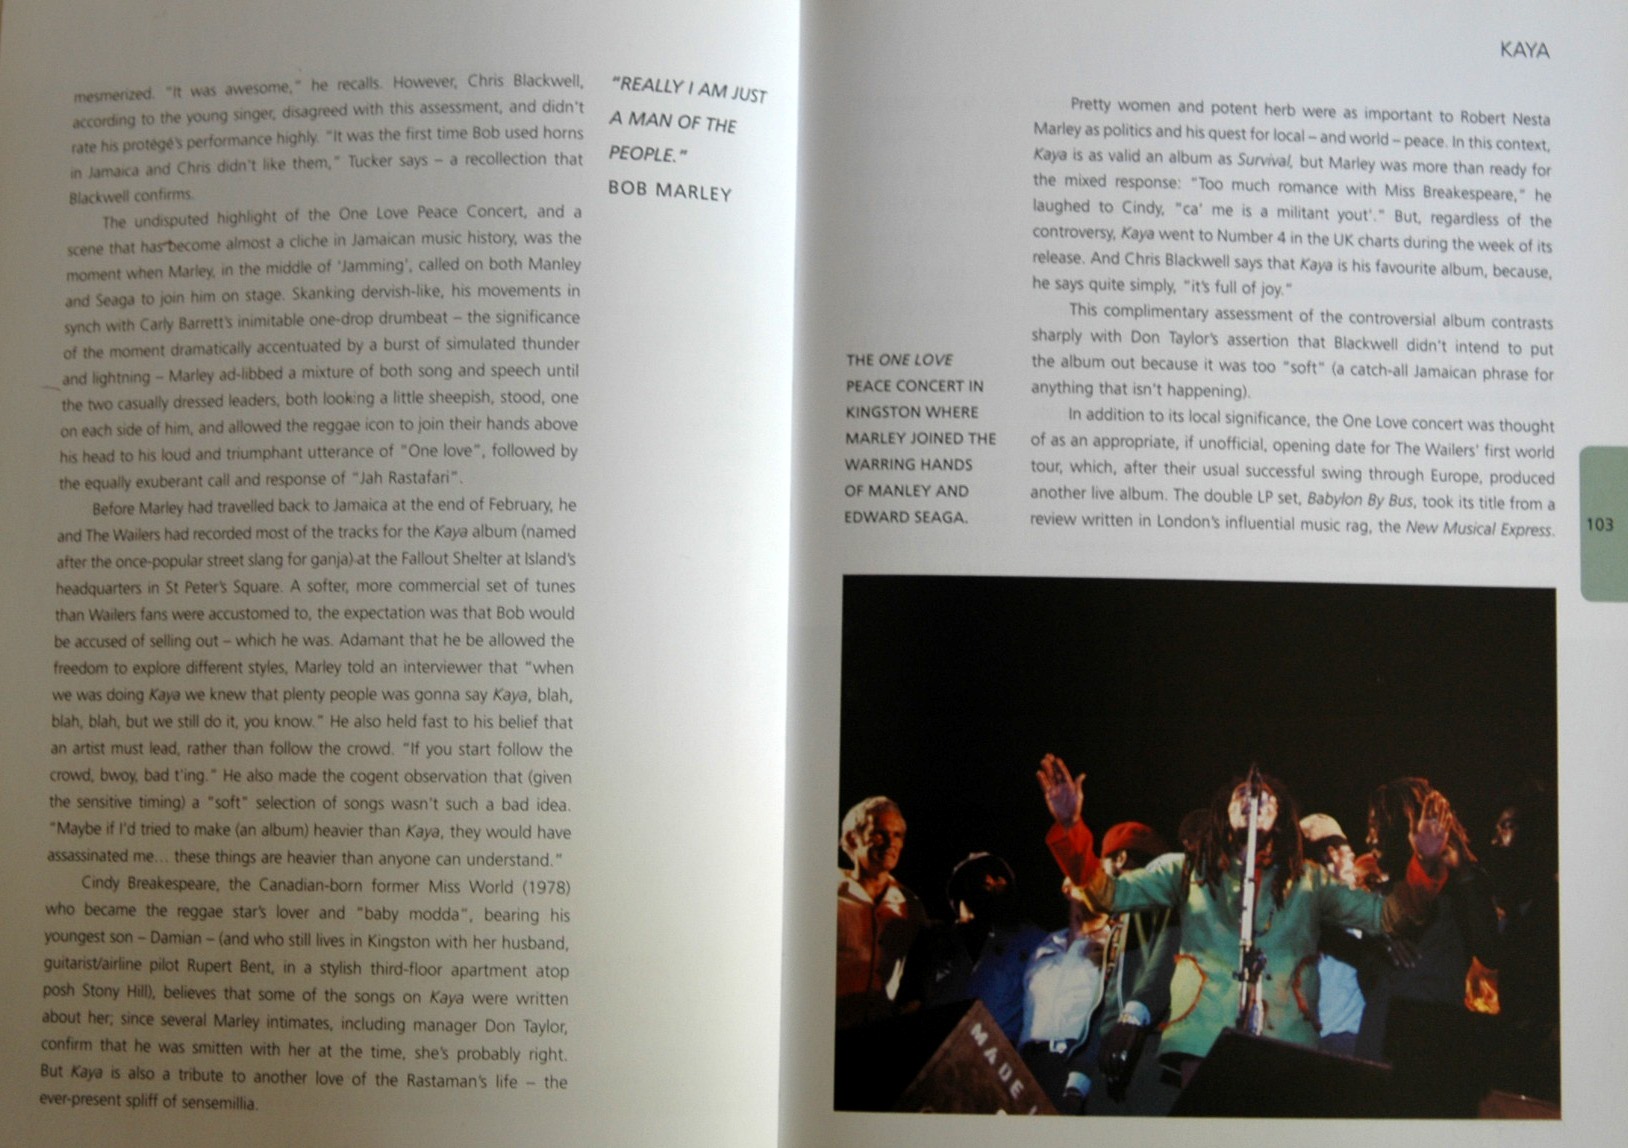 mesmerized. "It was awesome," he recalls. However, Chris Blackwell,
according to the young singer, disagreed with this assessment, and didn't
rate his protégé's performance highly. "It was the first time Bob used horns
in Jamaica and Chris didn't like them," Tucker says – a recollection that
Blackwell confirms.
The undisputed highlight of the One Love Peace Concert, and a
scene that has become almost a cliche in Jamaican music history, was the
moment when Marley, in the middle of 'Jamming', called on both Manley
and Seaga to join him on stage. Skanking dervish-like, his movements in
synch with Carly Barrett's inimitable one-drop drumbeat – the significance
of the moment dramatically accentuated by a burst of simulated thunder
and lightning – Marley ad-libbed a mixture of both song and speech until
the two casually dressed leaders, both looking a little sheepish, stood, one
on each side of him, and allowed the reggae icon to join their hands above
his head to his loud and triumphant utterance of "One love", followed by
the equally exuberant call and response of "Jah Rastafari".
Before Marley had travelled back to Jamaica at the end of February, he
and The Wailers had recorded most of the tracks for the Kaya album (named
after the once-popular street slang for ganja) at the Fallout Shelter at Island's
headquarters in St Peter's Square. A softer, more commercial set of tunes
than Wailers fans were accustomed to, the expectation was that Bob would
be accused of selling out – which he was. Adamant that he be allowed the
freedom to explore different styles, Marley told an interviewer that "when
we was doing Kaya we knew that plenty people was gonna say Kaya, blah,
blah, blah, but we still do it, you know." He also held fast to his belief that
an artist must lead, rather than follow the crowd. "If you start follow the
crowd, bwoy, bad t'ing." He also made the cogent observation that (given
the sensitive timing) a "soft" selection of songs wasn't such a bad idea.
"Maybe if I'd tried to make (an album) heavier than Kaya, they would have
assassinated me... these things are heavier than anyone can understand."
Cindy Breakespeare, the Canadian-born former Miss World (1978)
who became the reggae star's lover and "baby modda", bearing his
youngest son – Damian – (and who still lives in Kingston with her husband,
guitarist/airline pilot Rupert Bent, in a stylish third-floor apartment atop
posh Stony Hill), believes that some of the songs on Kaya were written
about her; since several Marley intimates, including manager Don Taylor,
confirm that he was smitten with her at the time, she's probably right.
But Kaya is also a tribute to another love of the Rastaman's life – the
ever-present spliff of sensemillia.
"REALLY I AM JUST
A MAN OF THE
PEOPLE."
BOB MARLEY
KAYA
Pretty women and potent herb were as important to Robert Nesta
Marley as politics and his quest for local – and world – peace. In this context,
Kaya is as valid an album as Survival, but Marley was more than ready for
the mixed response: "Too much romance with Miss Breakespeare," he
laughed to Cindy, "ca' me is a militant yout'." But, regardless of the
controversy, Kaya went to Number 4 in the UK charts during the week of its
release. And Chris Blackwell says that Kaya is his favourite album, because,
he says quite simply, "it's full of joy."
This complimentary assessment of the controversial album contrasts
sharply with Don Taylor's assertion that Blackwell didn't intend to put
the album out because it was too "soft" (a catch-all Jamaican phrase for
anything that isn't happening).
In addition to its local significance, the One Love concert was thought
of as an appropriate, if unofficial, opening date for The Wailers' first world
tour, which, after their usual successful swing through Europe, produced
another live album. The double LP set, Babylon By Bus, took its title from a
review written in London's influential music rag, the New Musical Express.
THE ONE LOVE
PEACE CONCERT IN
KINGSTON WHERE
MARLEY JOINED THE
WARRING HANDS
OF MANLEY AND
EDWARD SEAGA.
103
MADE